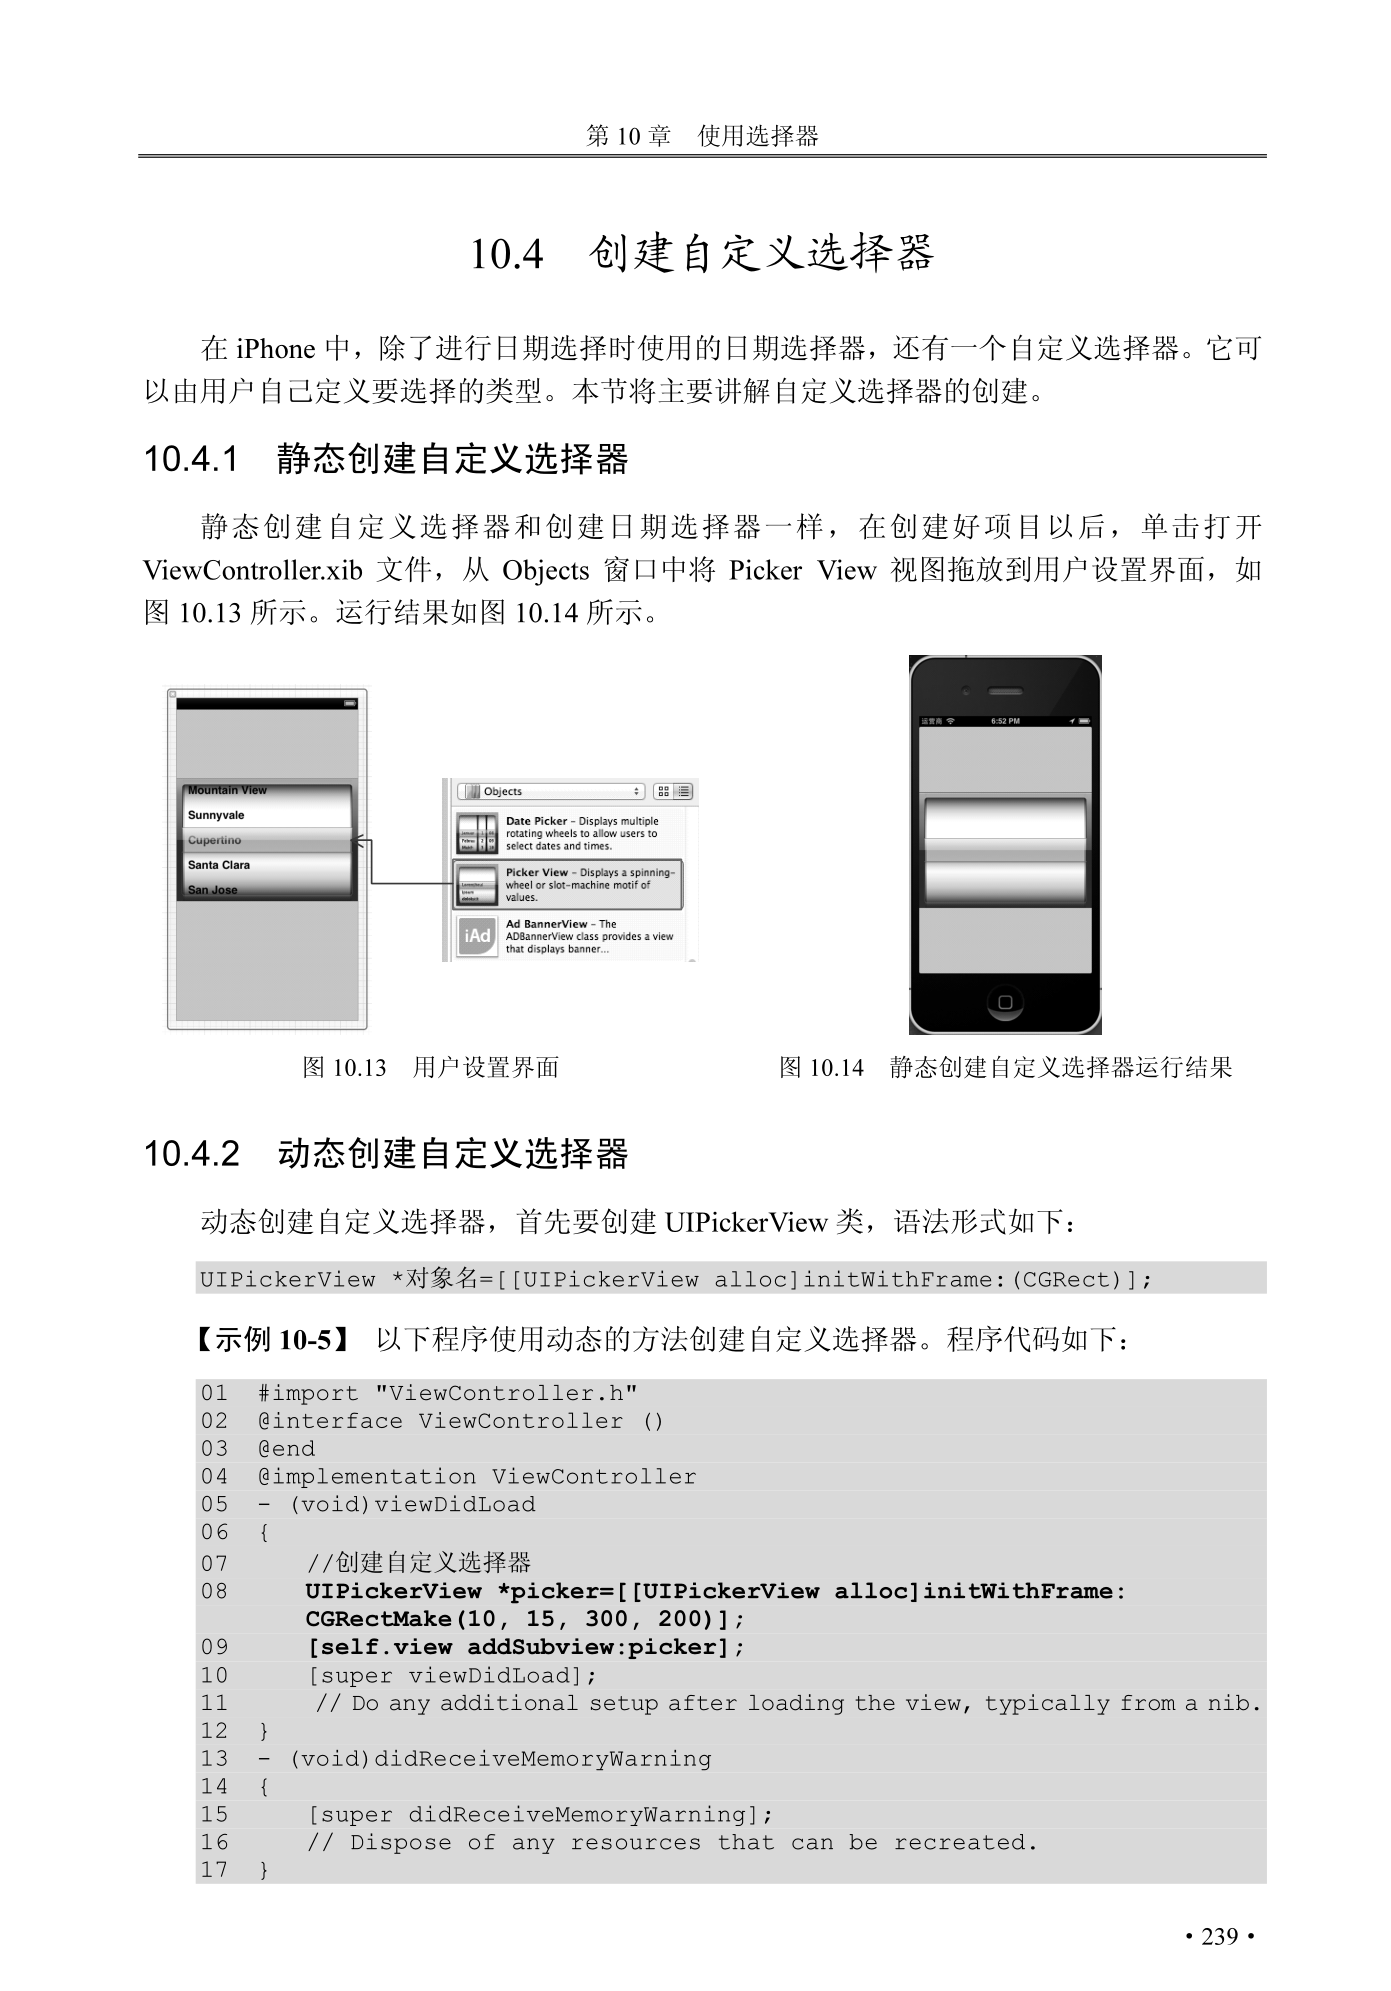 第 10 章　使用选择器
10.4　创建自定义选择器
在 iPhone 中，除了进行日期选择时使用的日期选择器，还有一个自定义选择器。它可
以由用户自己定义要选择的类型。本节将主要讲解自定义选择器的创建。
10.4.1　静态创建自定义选择器
静态创建自定义选择器和创建日期选择器一样，在创建好项目以后，单击打开
ViewController.xib 文件，从 Objects 窗口中将 Picker View 视图拖放到用户设置界面，如
图 10.13 所示。运行结果如图 10.14 所示。
Mountain View
Sunnyvale
Cupertino
Santa Clara
San Jose
Objects
Date Picker – Displays multiple
rotating wheels to allow users to
select dates and times.
Picker View – Displays a spinning-
wheel or slot-machine motif of
values.
iAd
Ad BannerView – The
ADBannerView class provides a view
that displays banner...
运营商
6:52 PM
图 10.13　用户设置界面
图 10.14　静态创建自定义选择器运行结果
10.4.2　动态创建自定义选择器
动态创建自定义选择器，首先要创建 UIPickerView 类，语法形式如下：
UIPickerView *对象名=[[UIPickerView alloc]initWithFrame:(CGRect)];
【示例 10-5】 以下程序使用动态的方法创建自定义选择器。程序代码如下：
01  #import "ViewController.h"
02  @interface ViewController ()
03  @end
04  @implementation ViewController
05  - (void)viewDidLoad
06  {
07     //创建自定义选择器
08     UIPickerView *picker=[[UIPickerView alloc]initWithFrame:
CGRectMake(10, 15, 300, 200)];
09     [self.view addSubview:picker];
10     [super viewDidLoad];
11     // Do any additional setup after loading the view, typically from a nib.
12  }
13  - (void)didReceiveMemoryWarning
14  {
15     [super didReceiveMemoryWarning];
16     // Dispose of any resources that can be recreated.
17  }
• 239 •